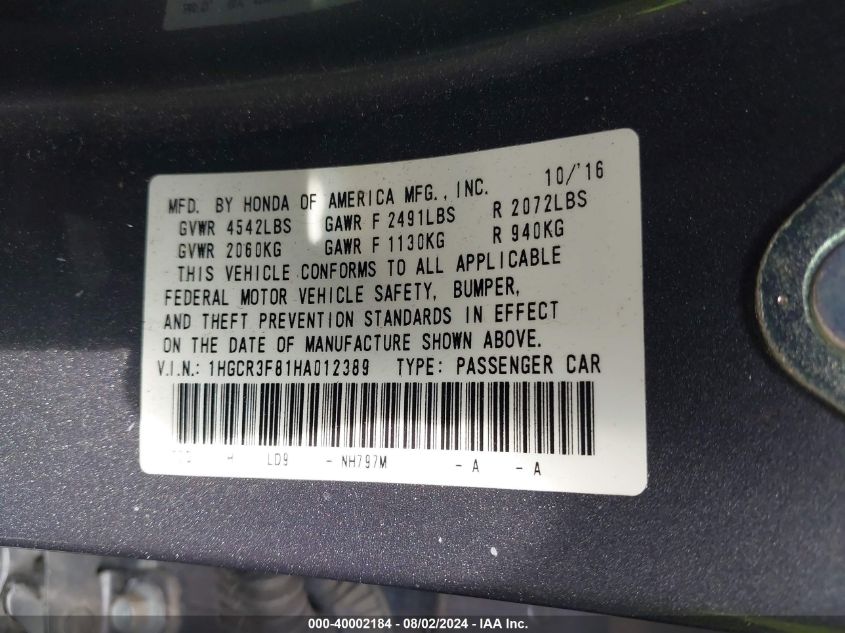 10/'16
MFD. BY HONDA OF AMERICA MFG., INC.
GVWR 4542LBS GAWR F 2491LBS R 2072LBS
GVWR 2060KG GAWR F 1130KG R 940KG
THIS VEHICLE CONFORMS TO ALL APPLICABLE
FEDERAL MOTOR VEHICLE SAFETY, BUMPER,
AND THEFT PREVENTION STANDARDS IN EFFECT
ON THE DATE OF MANUFACTURE SHOWN ABOVE.
V.I.N.: 1HGCR3F81HA012389 TYPE: PASSENGER CAR
LD9 - NH797M - A - A
000-40002184 - 08/02/2024 - IAAI Inc.